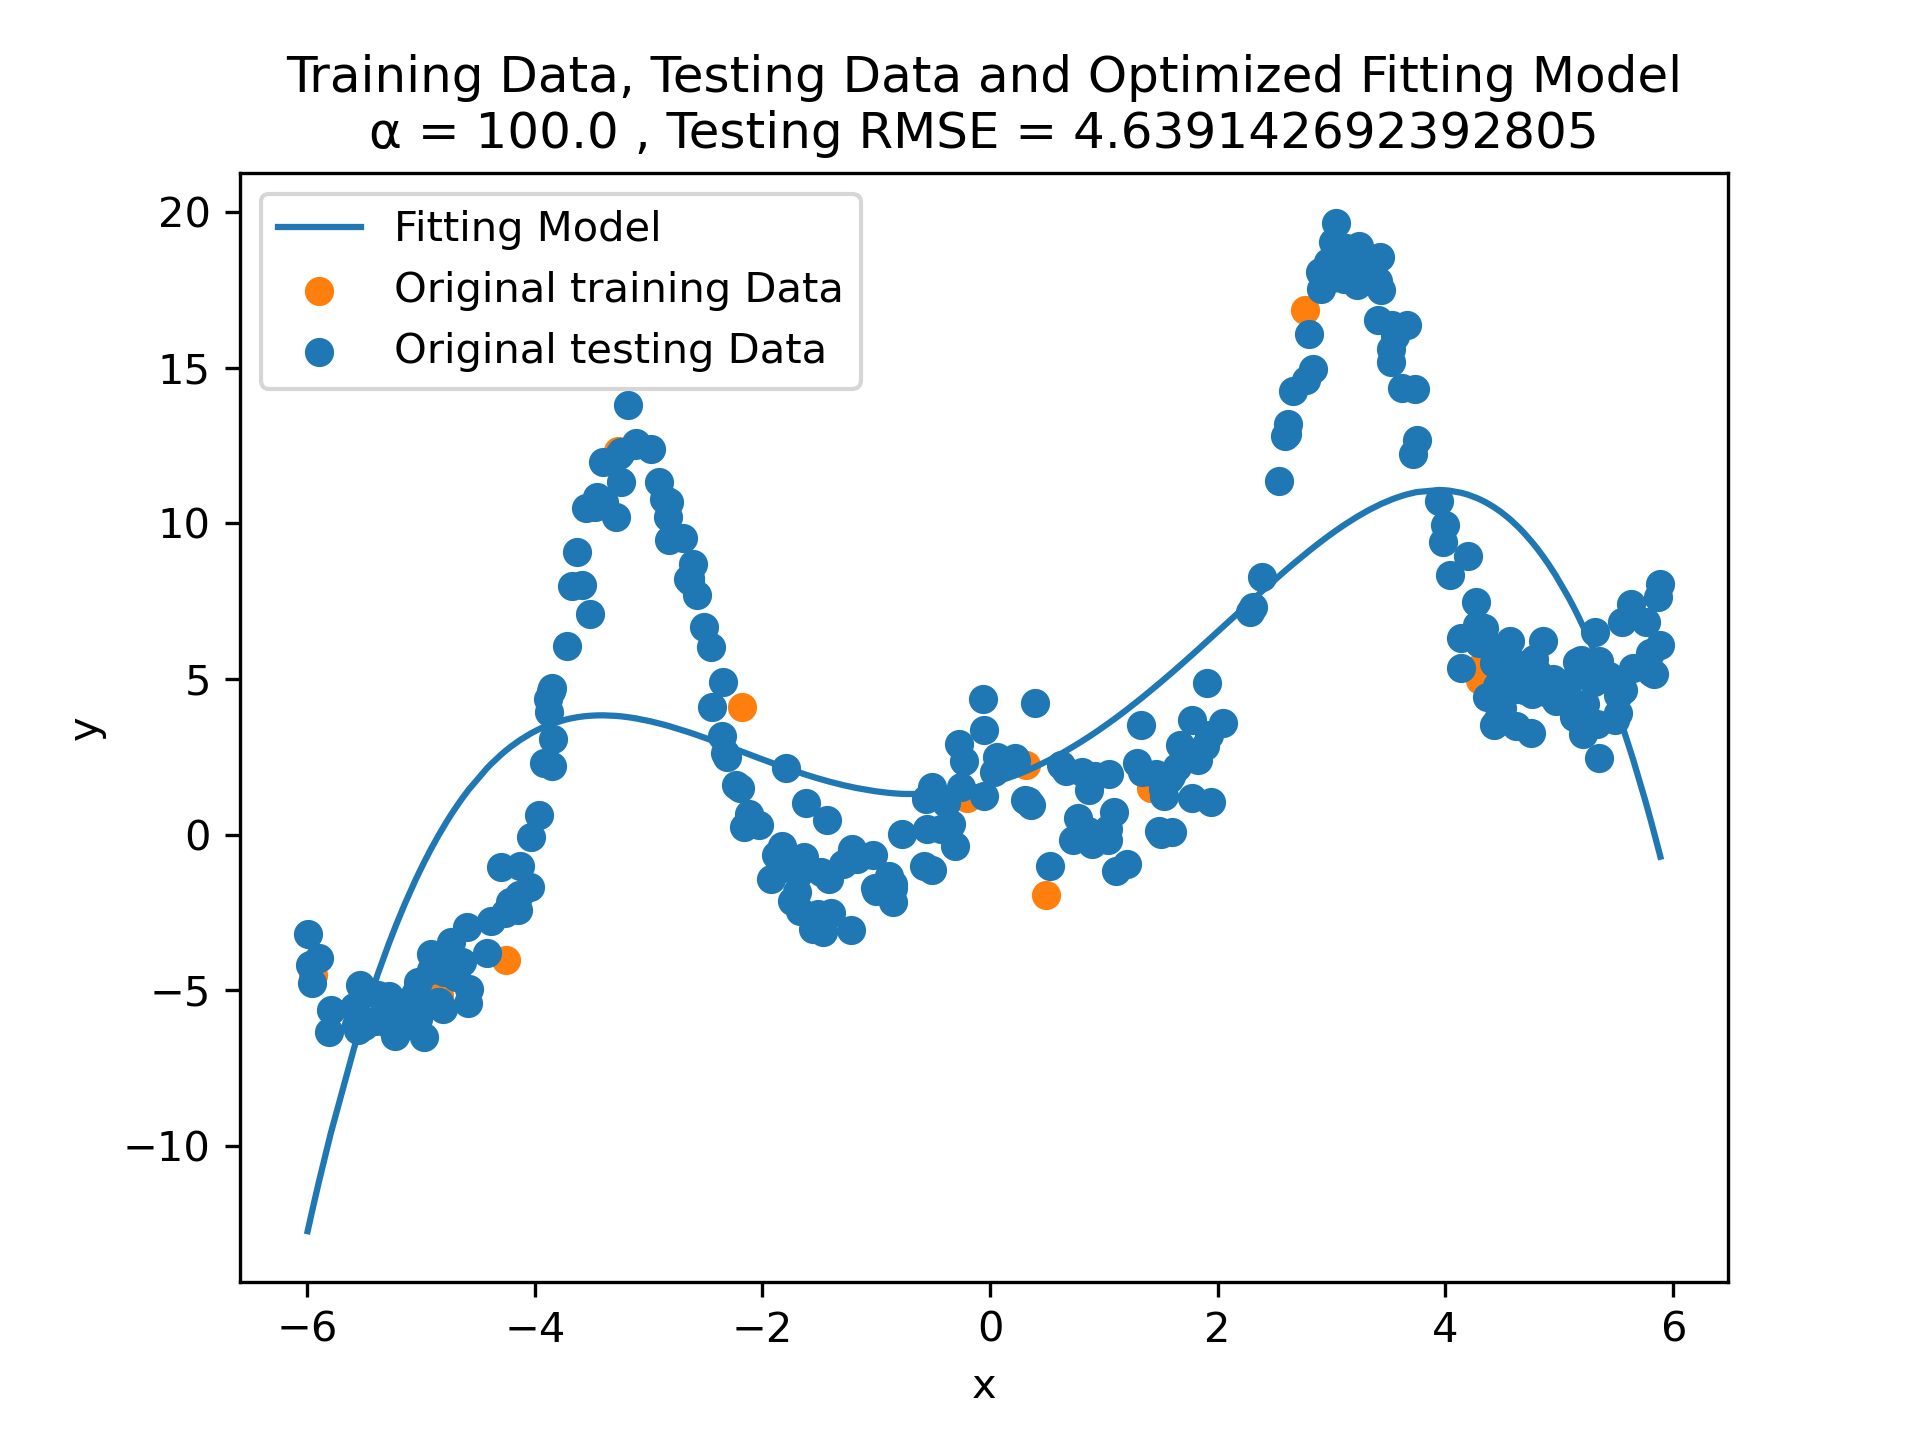 Training Data, Testing Data and Optimized Fitting Model
α = 100.0 , Testing RMSE = 4.639142692392805
Fitting Model
Original training Data
Original testing Data
20
15
10
5
0
−5
−10
y
−6 −4 −2 0 2 4 6
x